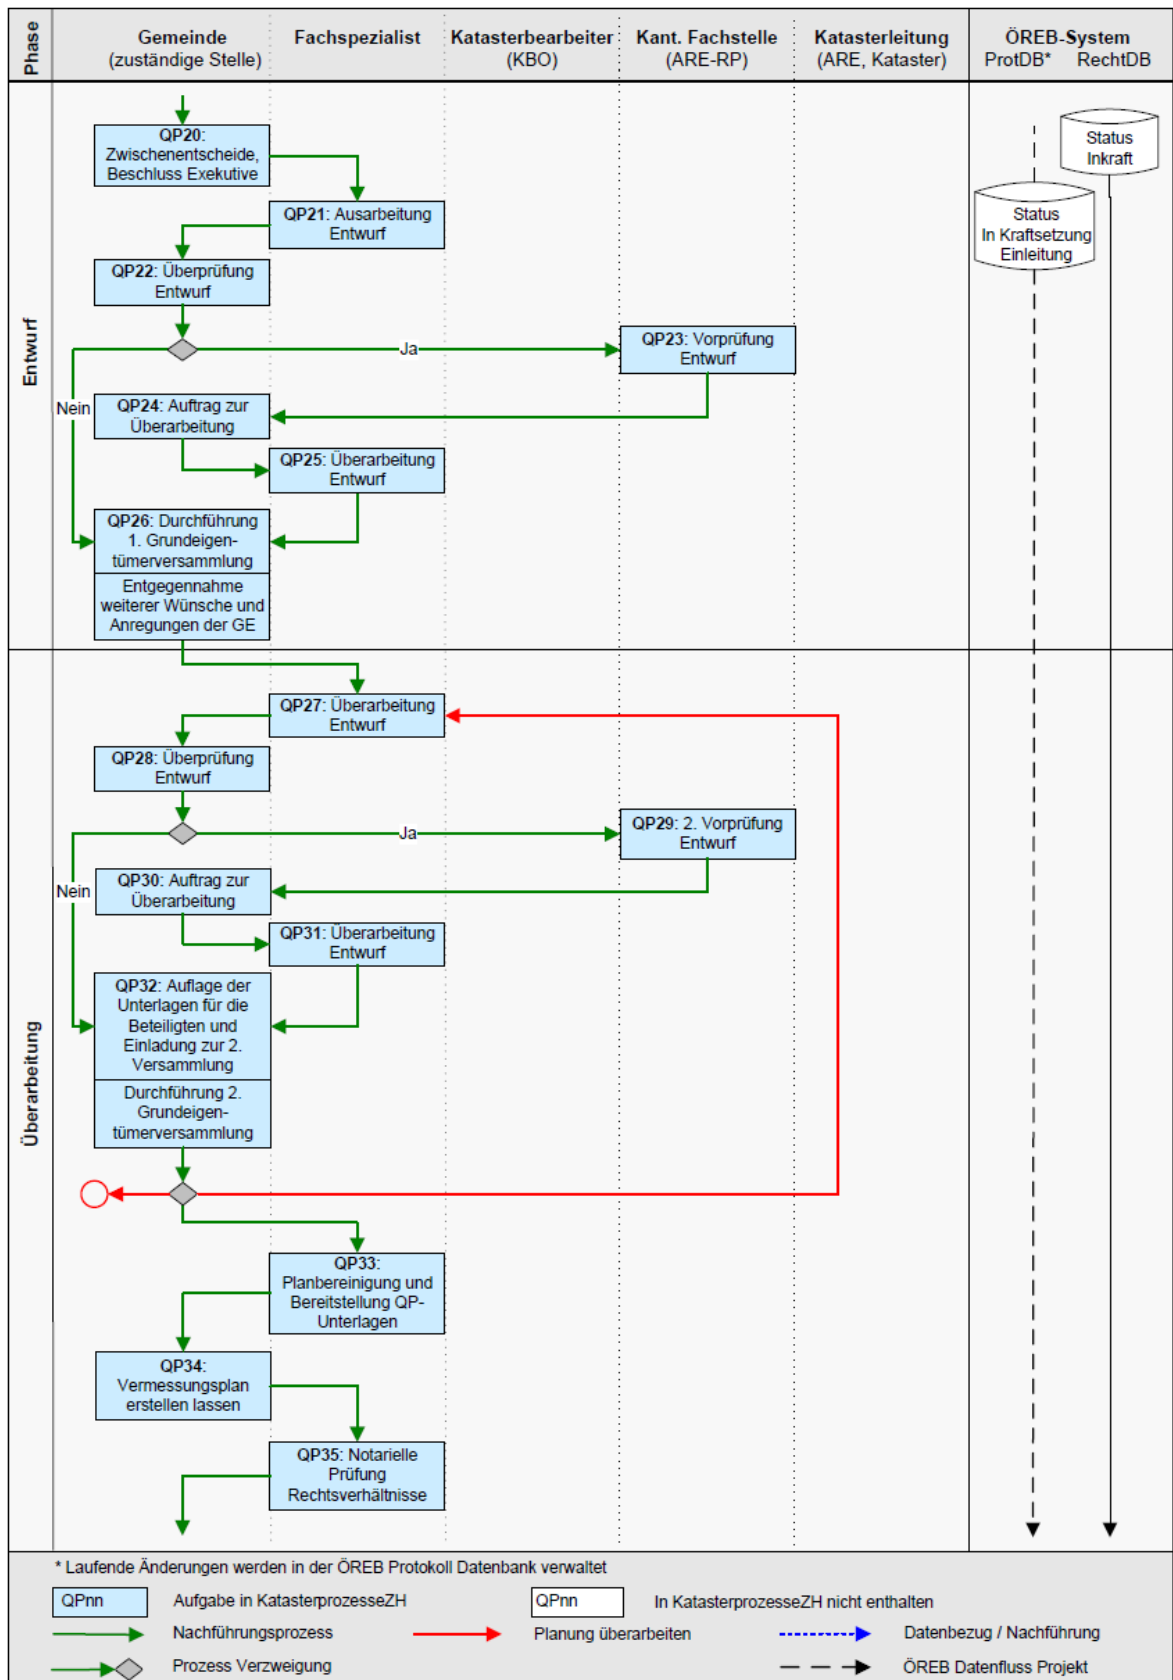 Phase
Gemeinde
(zuständige Stelle)
Fachspezialist
Katasterbearbeiter
(KBO)
Kant. Fachstelle
(ARE-RP)
Katasterleitung
(ARE, Kataster)
ÖREB-System
ProtDB* RechtDB
Entwurf
QP20:
Zwischenentscheide,
Beschluss Exekutive
Status
Inkraft
QP21: Ausarbeitung
Entwurf
Status
In Kraftsetzung
Einleitung
QP22: Überprüfung
Entwurf
Ja
QP23: Vorprüfung
Entwurf
Nein
QP24: Auftrag zur
Überarbeitung
QP25: Überarbeitung
Entwurf
QP26: Durchführung
1. Grundeigen-
tümerversammlung
Entgegennahme
weiterer Wünsche und
Anregungen der GE
Überarbeitung
QP27: Überarbeitung
Entwurf
QP28: Überprüfung
Entwurf
Ja
QP29: 2. Vorprüfung
Entwurf
Nein
QP30: Auftrag zur
Überarbeitung
QP31: Überarbeitung
Entwurf
QP32: Auflage der
Unterlagen für die
Beteiligten und
Einladung zur 2.
Versammlung
Durchführung 2.
Grundeigen-
tümerversammlung
QP33:
Planbereinigung und
Bereitstellung QP-
Unterlagen
QP34:
Vermessungsplan
erstellen lassen
QP35: Notarielle
Prüfung
Rechtsverhältnisse
* Laufende Änderungen werden in der ÖREB Protokoll Datenbank verwaltet
QPnn Aufgabe in KatasterprozesseZH
QPnn In KatasterprozesseZH nicht enthalten
Nachführungsprozess
Planung überarbeiten
Datenbezug / Nachführung
Prozess Verzweigung
ÖREB Datenfluss Projekt